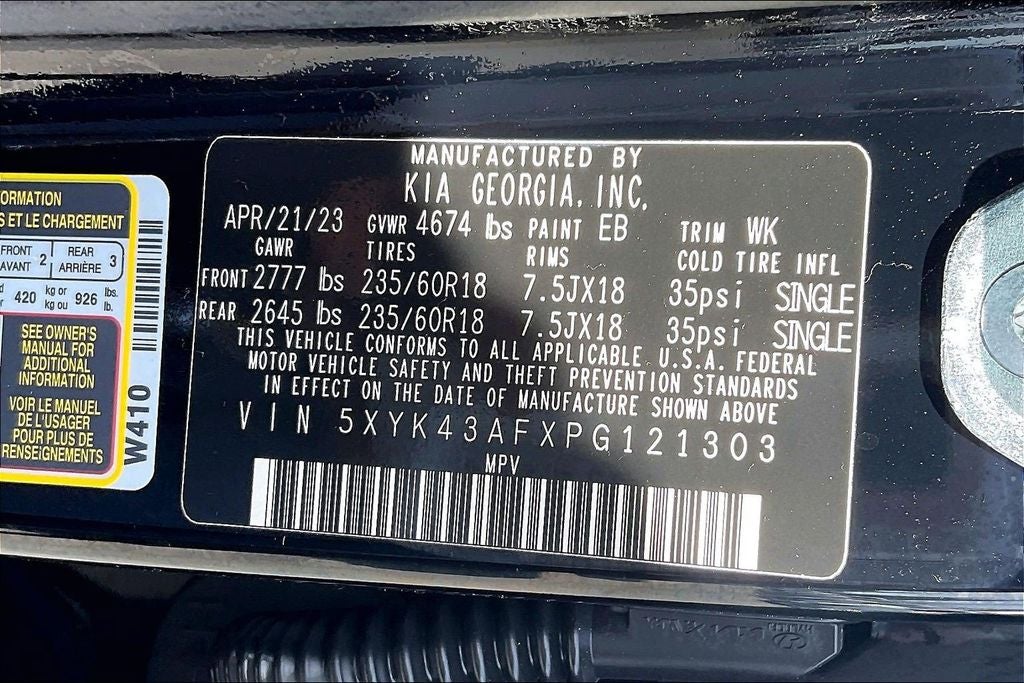 MANUFACTURED BY
KIA GEORGIA, INC.
APR/21/23 GVWR 4674 lbs PAINT EB TRIM WK
GAWR TIRES RIMS COLD TIRE INFL
FRONT 2777 lbs 235/60R18 7.5JX18 35psi SINGLE
REAR 2645 lbs 235/60R18 7.5JX18 35psi SINGLE
THIS VEHICLE CONFORMS TO ALL APPLICABLE U.S.A. FEDERAL
MOTOR VEHICLE SAFETY AND THEFT PREVENTION STANDARDS
IN EFFECT ON THE DATE OF MANUFACTURE SHOWN ABOVE
VIN 5XYK43AFXPG121303
MPV
ORMATION
S ET LE CHARGEMENT
FRONT 2 REAR 3
AVANT ARRIÈRE
420 kg or 926 lbs.
kg ou lb.
SEE OWNER'S
MANUAL FOR
ADDITIONAL
INFORMATION
VOIR LE MANUEL
DE L'USAGER
POUR PLUS DE
RENSEIGNEMENTS
W410